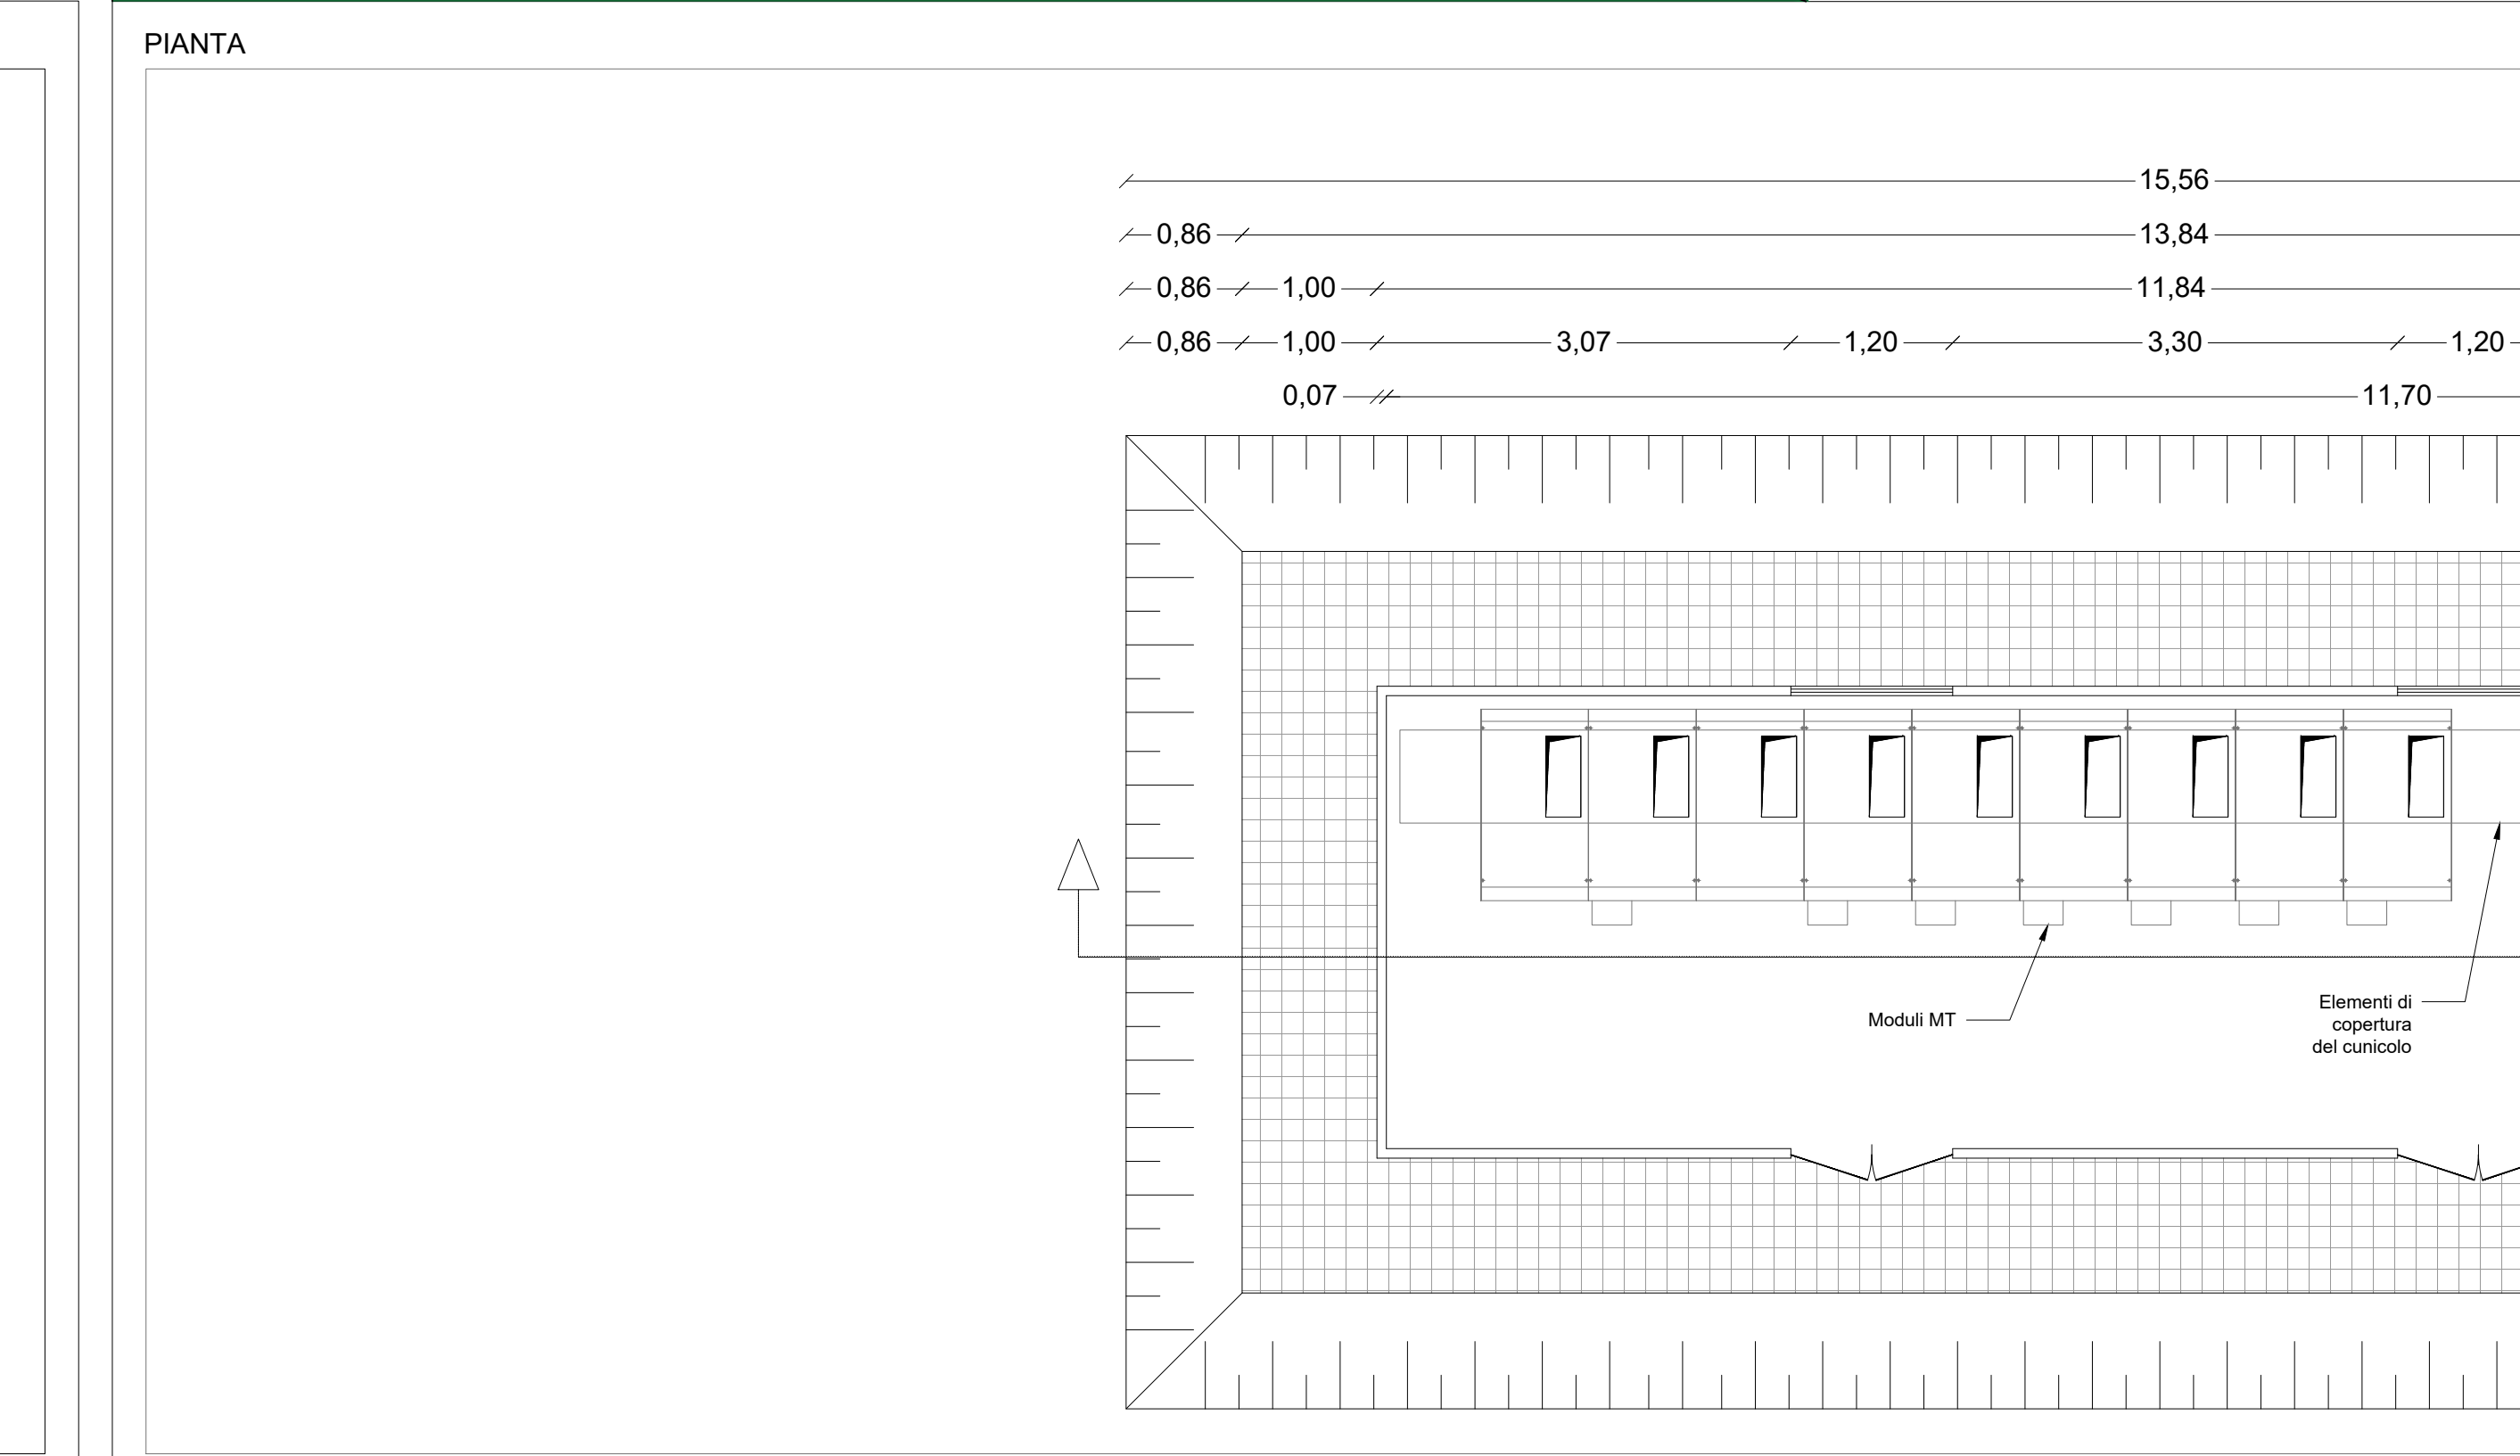 PIANTA
15,56
0,86 13,84
0,86 1,00 11,84
0,86 1,00 3,07 1,20 3,30 1,20
0,07 11,70
Moduli MT
Elementi di
copertura
del cunicolo